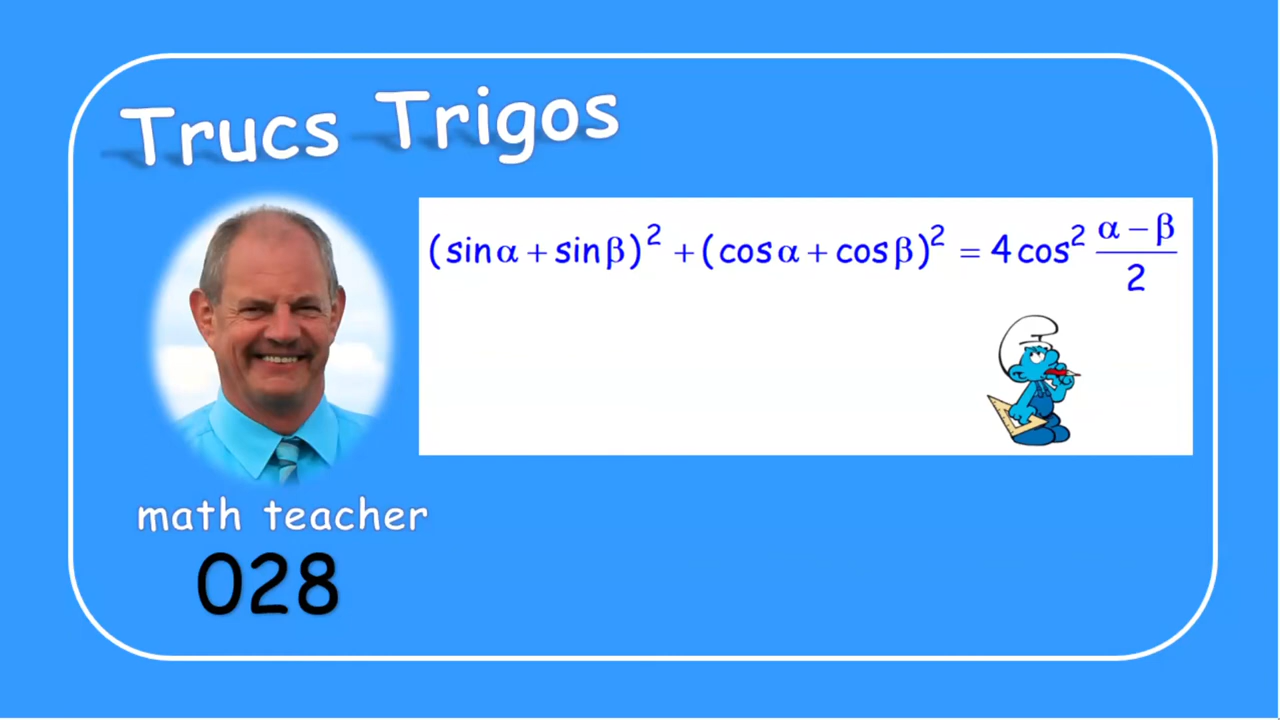 Trucs Trigos
(sinα + sinβ)² + (cosα + cosβ)² = 4cos² (α − β)/2
math teacher
028